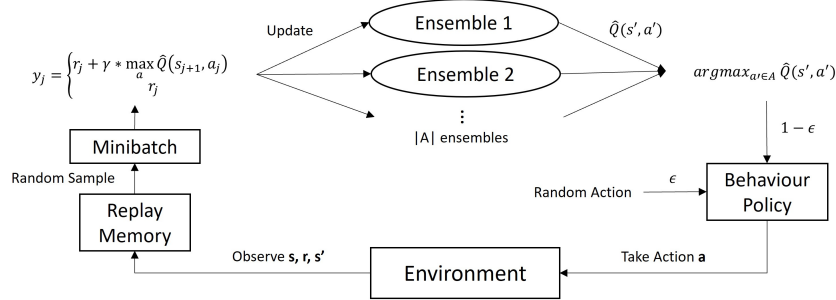 Update
Ensemble 1
Ensemble 2
⋮
|A| ensembles
Q̂(s′, a′)
argmaxₐ′∈A Q̂(s′, a′)
1 − ϵ
y_j = { r_j + γ * max_a Q̂(s_{j+1}, a_j)
r_j
Minibatch
Random Sample
Replay
Memory
Random Action
ϵ
Behaviour
Policy
Observe s, r, s’
Environment
Take Action a